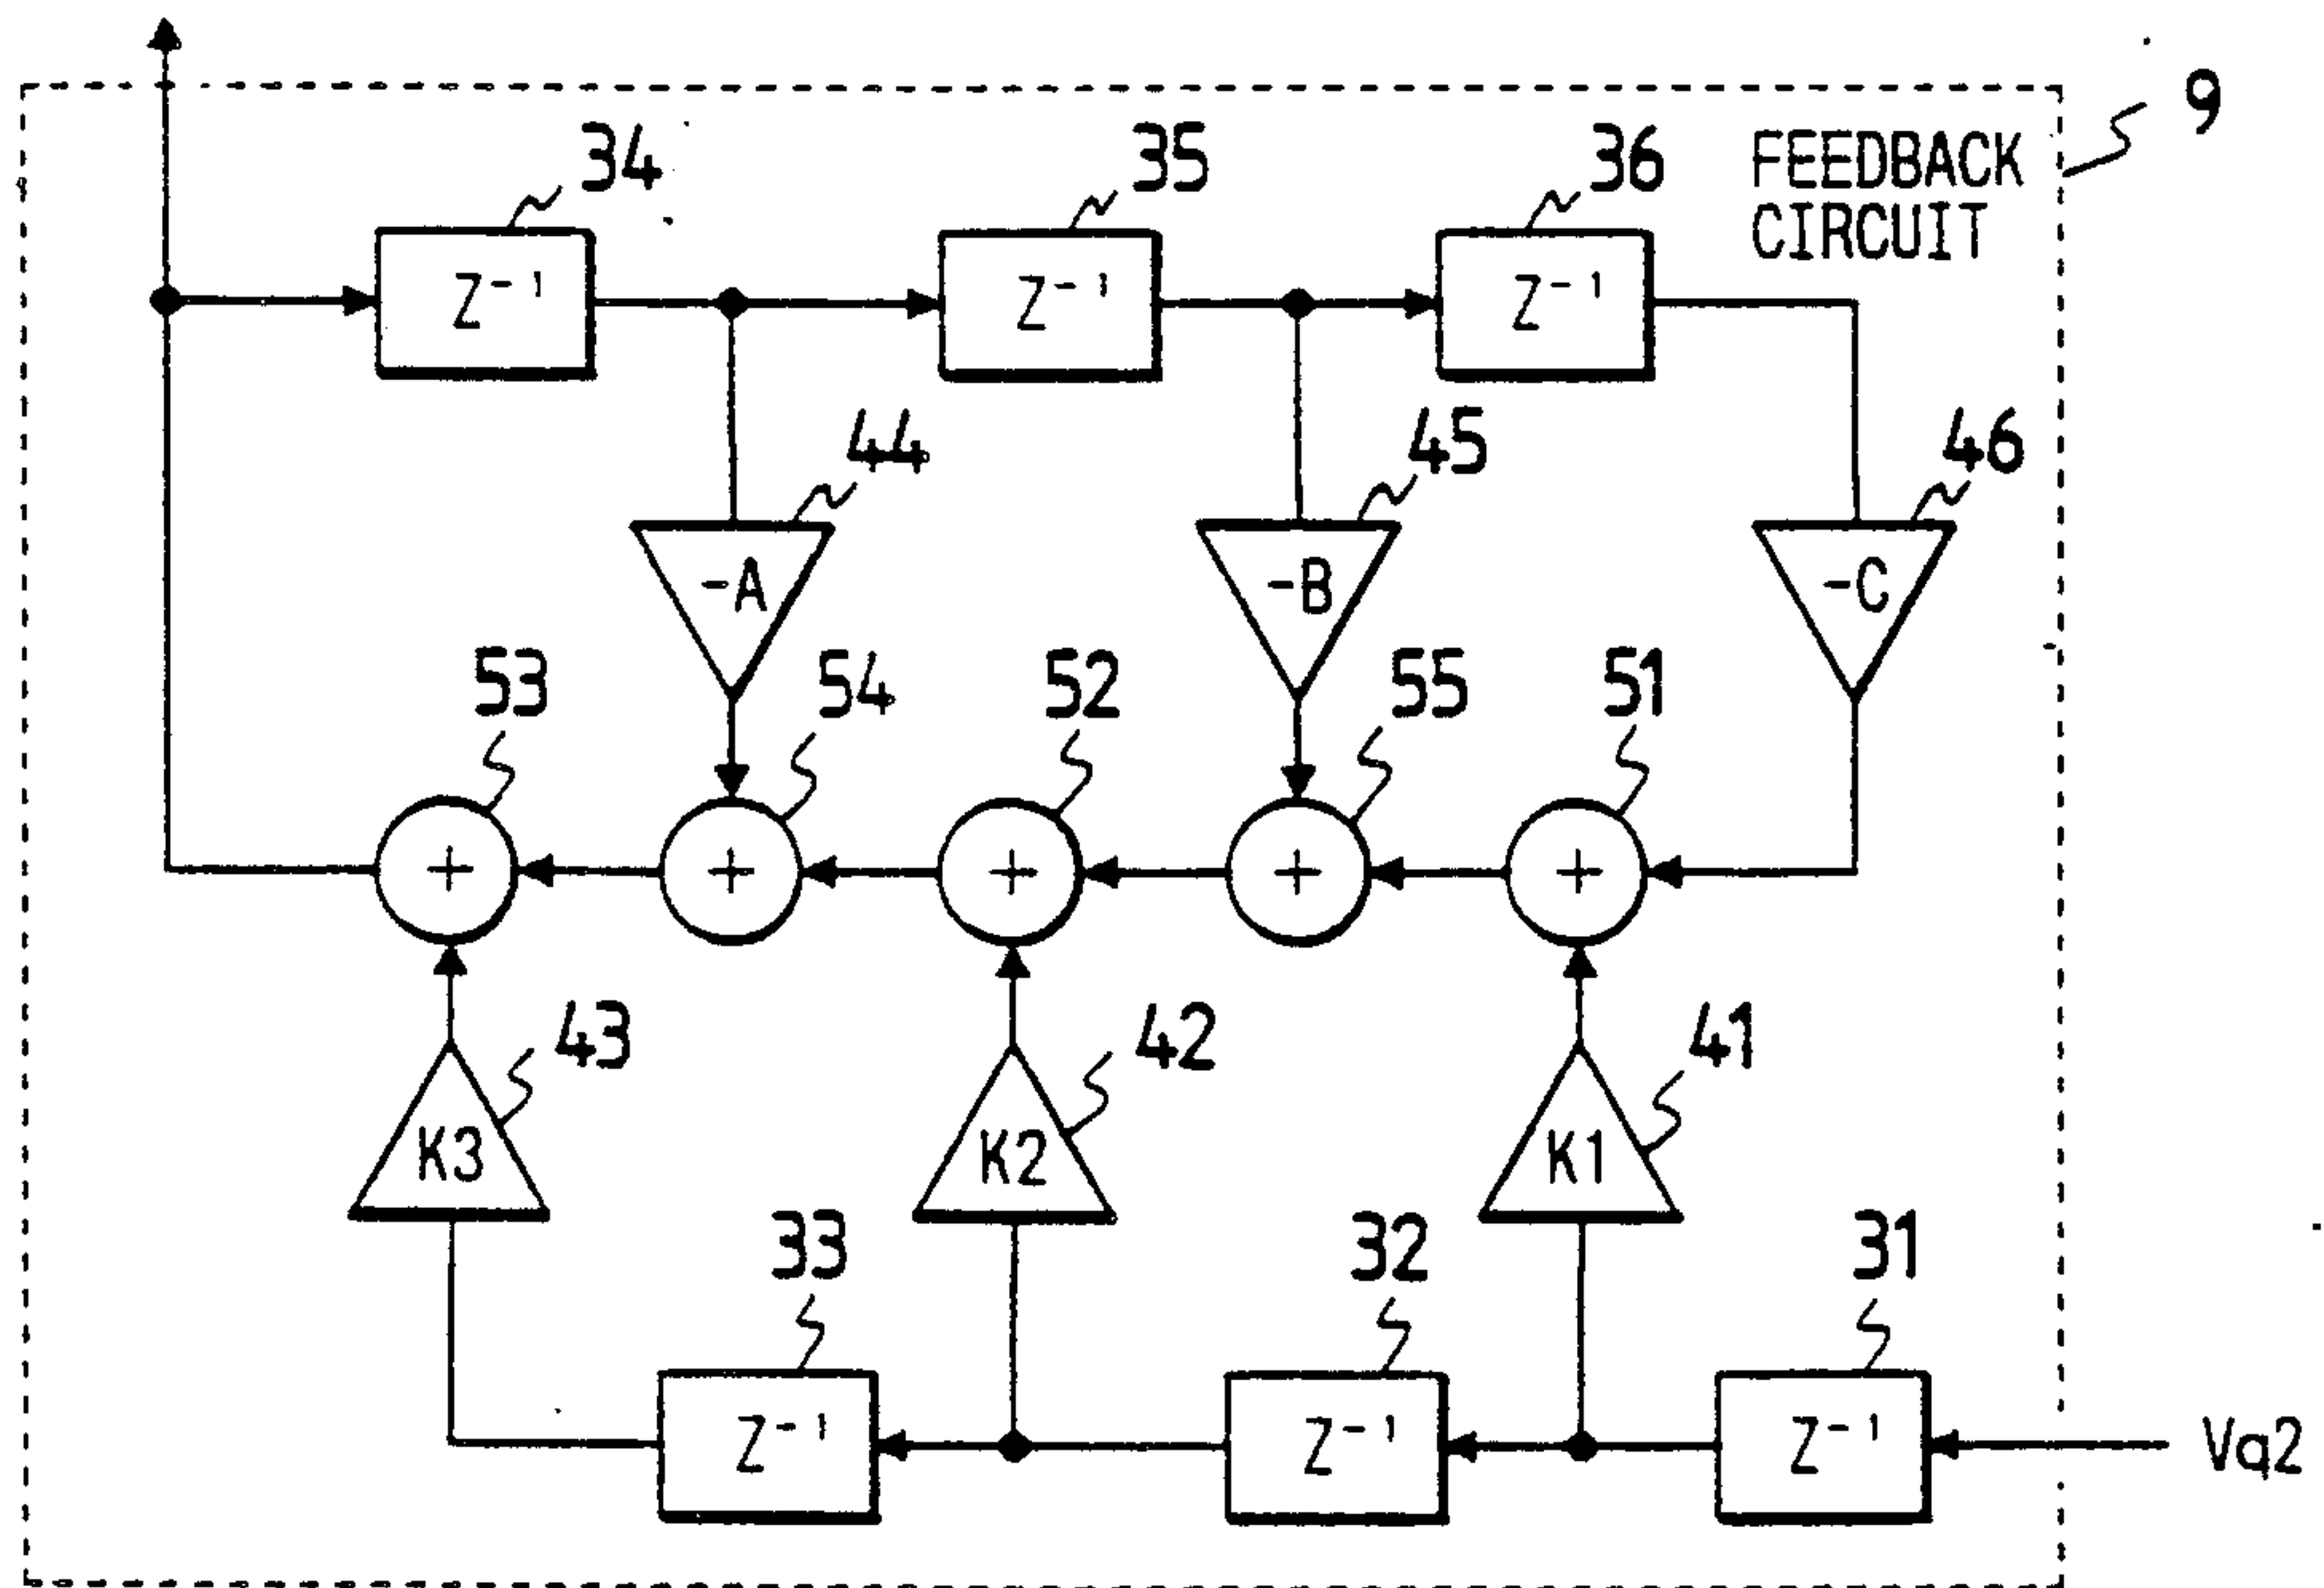 9
34
35
36
FEEDBACK
CIRCUIT
Z⁻¹
Z⁻¹
Z⁻¹
44
45
46
-A
-B
-C
53
54
52
55
51
+
+
+
+
+
43
42
41
K3
K2
K1
33
32
31
Z⁻¹
Z⁻¹
Z⁻¹
Vq2